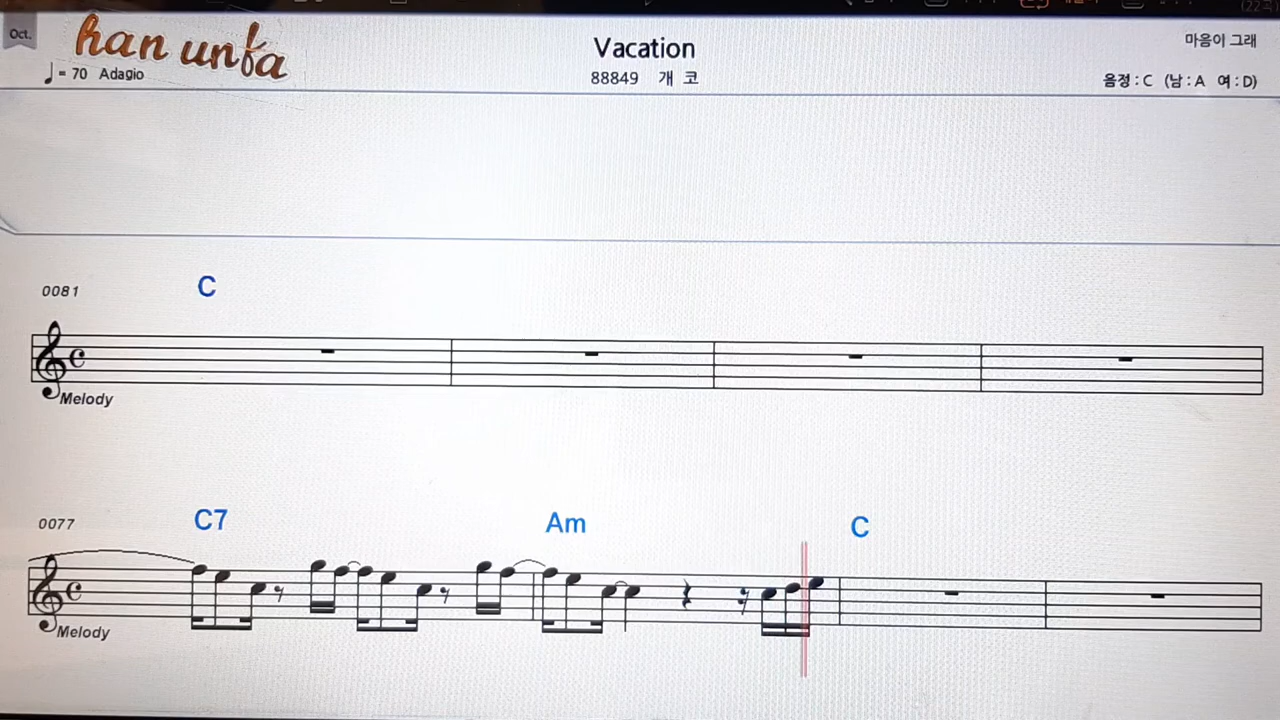 Oct.
han unfa
♩= 70 Adagio
Vacation
88849 개 코
마음이 그래
음정 : C (남 : A 여 : D)
0081
C
Melody
0077
C7 Am C
Melody